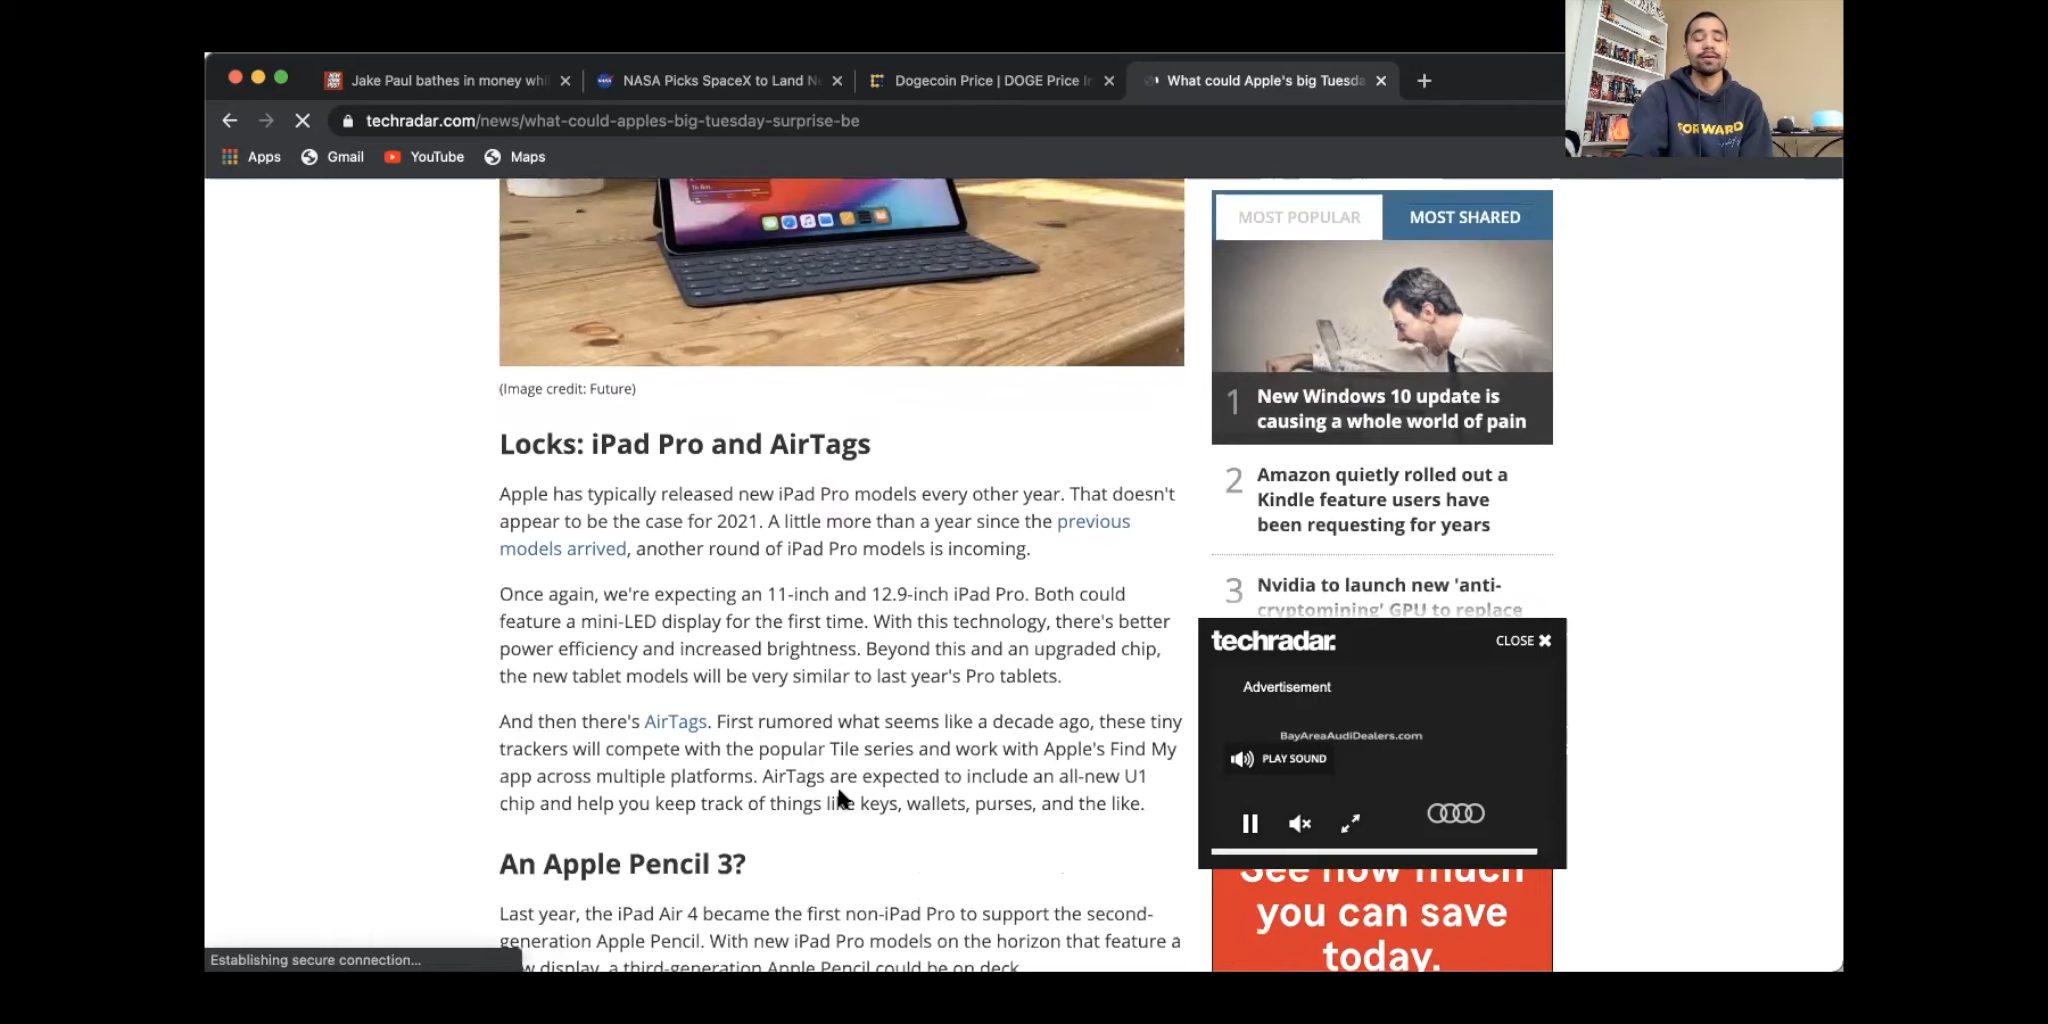 Jake Paul bathes in money whi
NASA Picks SpaceX to Land N
Dogecoin Price | DOGE Price In
What could Apple's big Tuesda
techradar.com/news/what-could-apples-big-tuesday-surprise-be
Apps
Gmail
YouTube
Maps
FORWARD
(Image credit: Future)
Locks: iPad Pro and AirTags
Apple has typically released new iPad Pro models every other year. That doesn't
appear to be the case for 2021. A little more than a year since the previous
models arrived, another round of iPad Pro models is incoming.
Once again, we're expecting an 11-inch and 12.9-inch iPad Pro. Both could
feature a mini-LED display for the first time. With this technology, there's better
power efficiency and increased brightness. Beyond this and an upgraded chip,
the new tablet models will be very similar to last year's Pro tablets.
And then there's AirTags. First rumored what seems like a decade ago, these tiny
trackers will compete with the popular Tile series and work with Apple's Find My
app across multiple platforms. AirTags are expected to include an all-new U1
chip and help you keep track of things like keys, wallets, purses, and the like.
An Apple Pencil 3?
Last year, the iPad Air 4 became the first non-iPad Pro to support the second-
generation Apple Pencil. With new iPad Pro models on the horizon that feature a
display, a third-generation Apple Pencil could be on deck.
Establishing secure connection...
MOST POPULAR
MOST SHARED
1
New Windows 10 update is
causing a whole world of pain
2
Amazon quietly rolled out a
Kindle feature users have
been requesting for years
3
Nvidia to launch new 'anti-
cryptomining' GPU to replace
techradar.
CLOSE
Advertisement
BayAreaAudiDealers.com
PLAY SOUND
See how much
you can save
today.